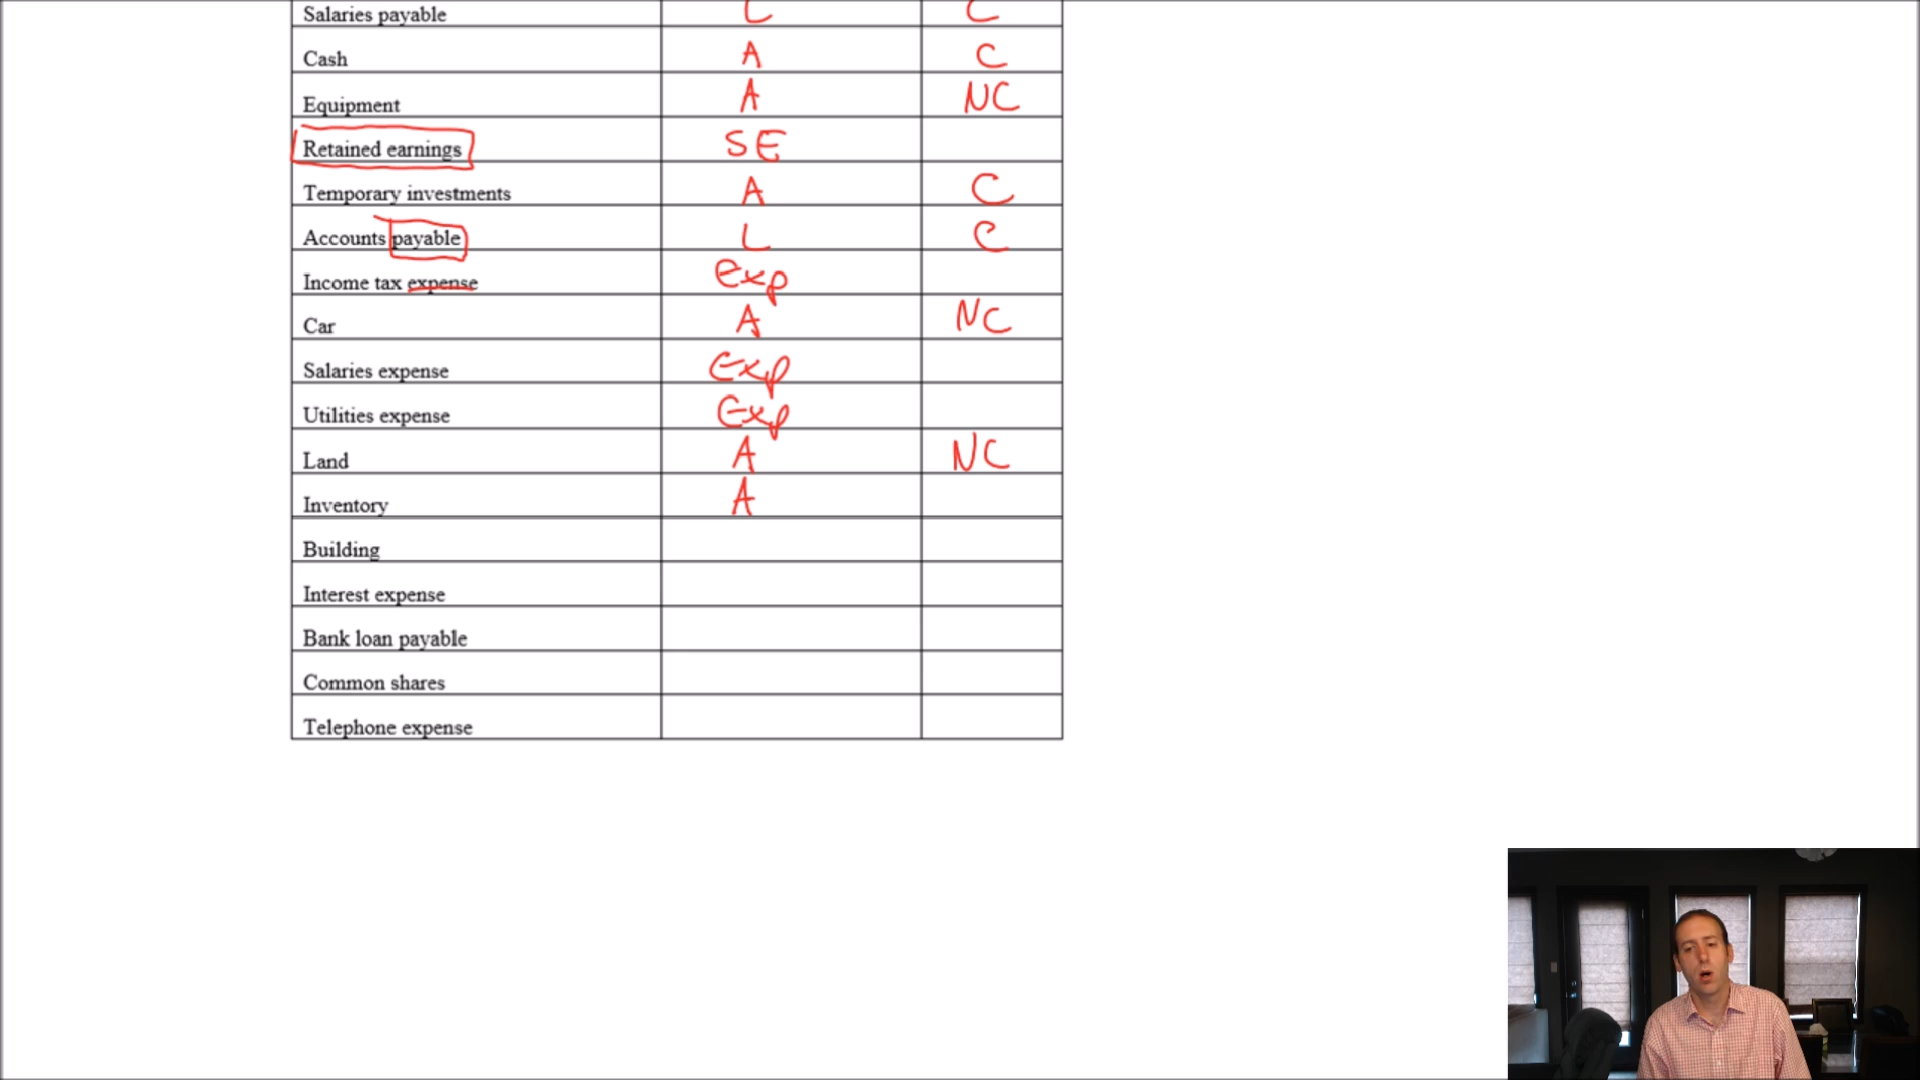 Salaries payable L C
Cash A C
Equipment A NC
Retained earnings SE
Temporary investments A C
Accounts payable L C
Income tax expense Exp
Car A NC
Salaries expense Exp
Utilities expense Exp
Land A NC
Inventory A
Building
Interest expense
Bank loan payable
Common shares
Telephone expense